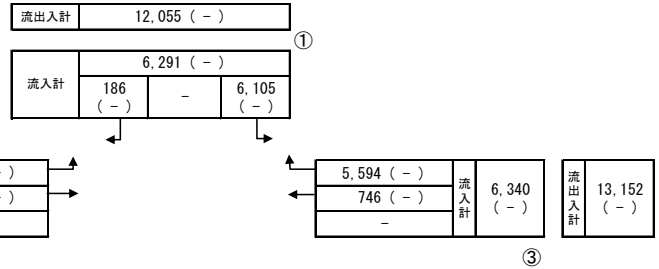 流出入計 12,055 ( - )
①
流入計 6,291 ( - )
186 ( - ) - 6,105 ( - )
- ) 5,594 ( - ) 流入計 6,340 ( - ) 流出入計 13,152 ( - )
- ) 746 ( - )
-
③